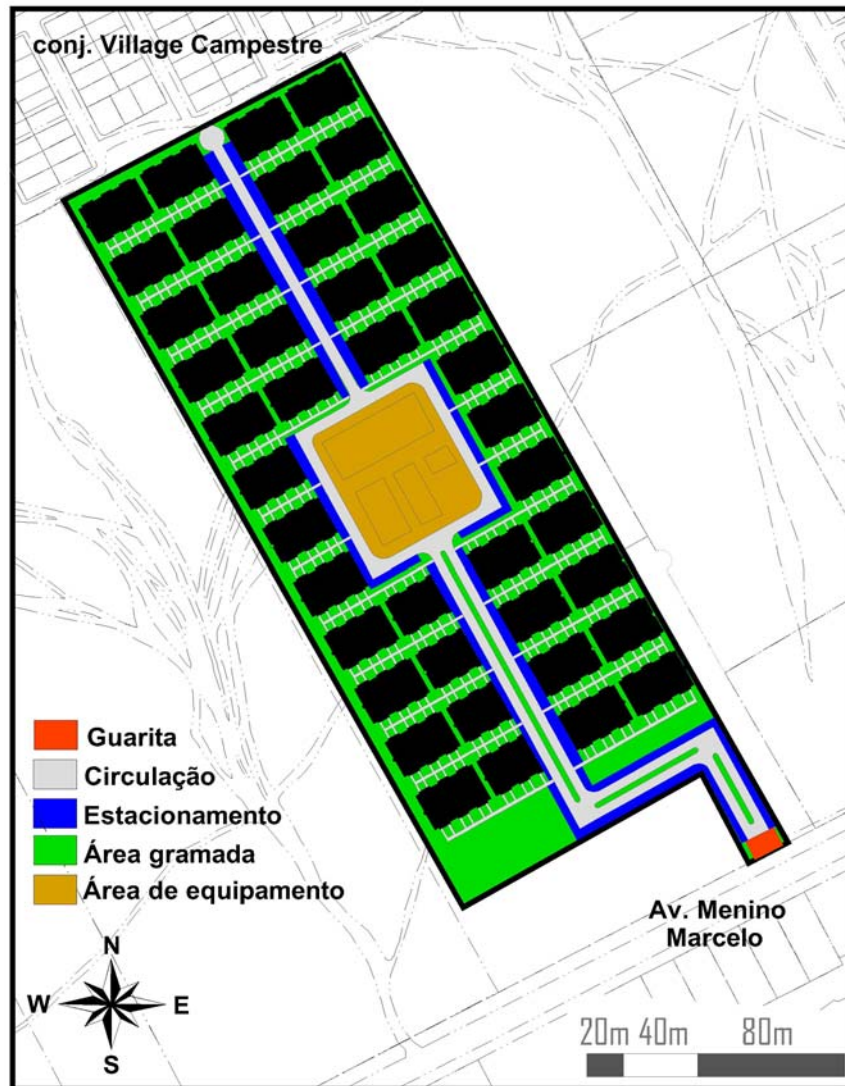 conj. Village Campestre
Guarita
Circulação
Estacionamento
Área gramada
Área de equipamento
Av. Menino
Marcelo
N
W E
S
20m 40m 80m